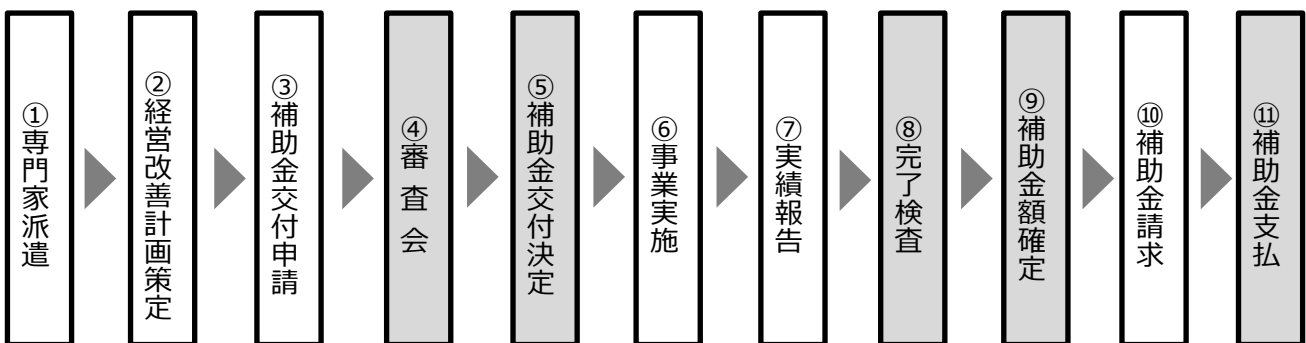 ①専門家派遣
②経営改善計画策定
③補助金交付申請
④審査会
⑤補助金交付決定
⑥事業実施
⑦実績報告
⑧完了検査
⑨補助金額確定
⑩補助金請求
⑪補助金支払